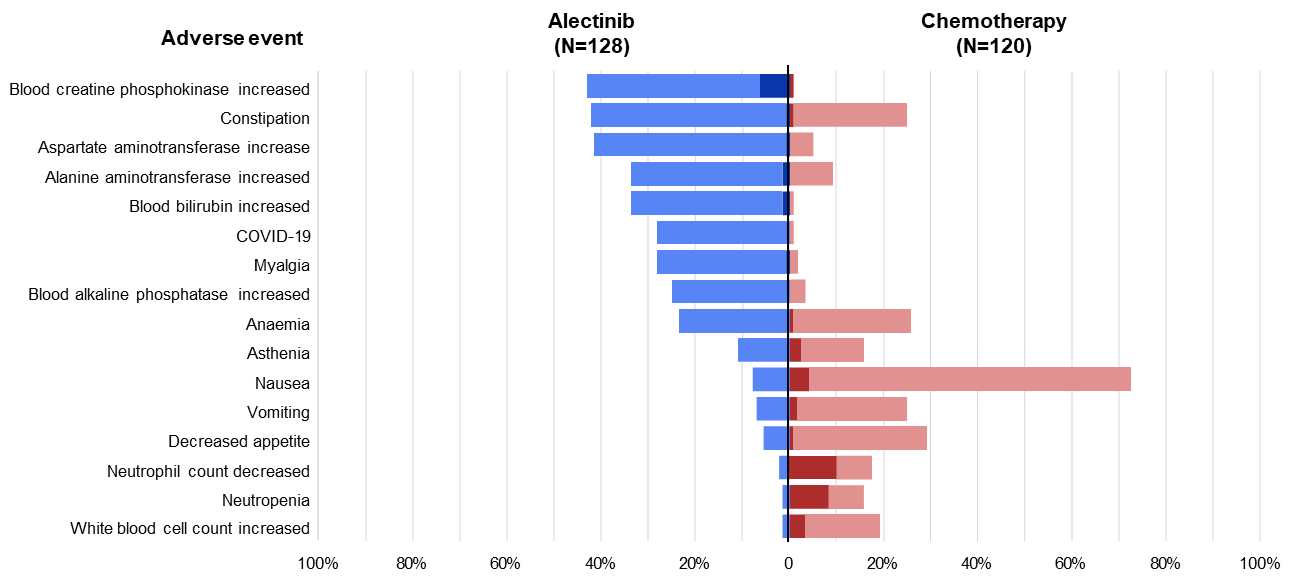 Alectinib
(N=128)
Chemotherapy
(N=120)
Adverse event
Blood creatine phosphokinase increased
Constipation
Aspartate aminotransferase increase
Alanine aminotransferase increased
Blood bilirubin increased
COVID-19
Myalgia
Blood alkaline phosphatase increased
Anaemia
Asthenia
Nausea
Vomiting
Decreased appetite
Neutrophil count decreased
Neutropenia
White blood cell count increased
100% 80% 60% 40% 20% 0 20% 40% 60% 80% 100%